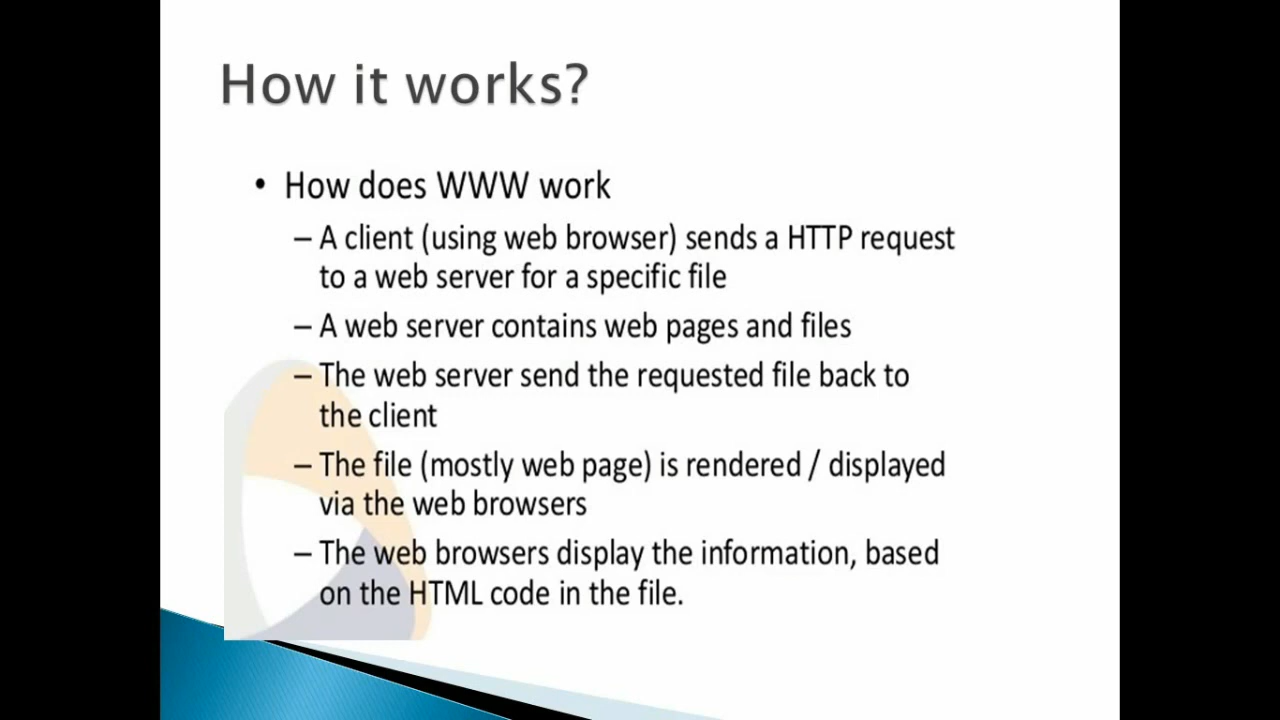 How it works?
• How does WWW work
– A client (using web browser) sends a HTTP request
to a web server for a specific file
– A web server contains web pages and files
– The web server send the requested file back to
the client
– The file (mostly web page) is rendered / displayed
via the web browsers
– The web browsers display the information, based
on the HTML code in the file.